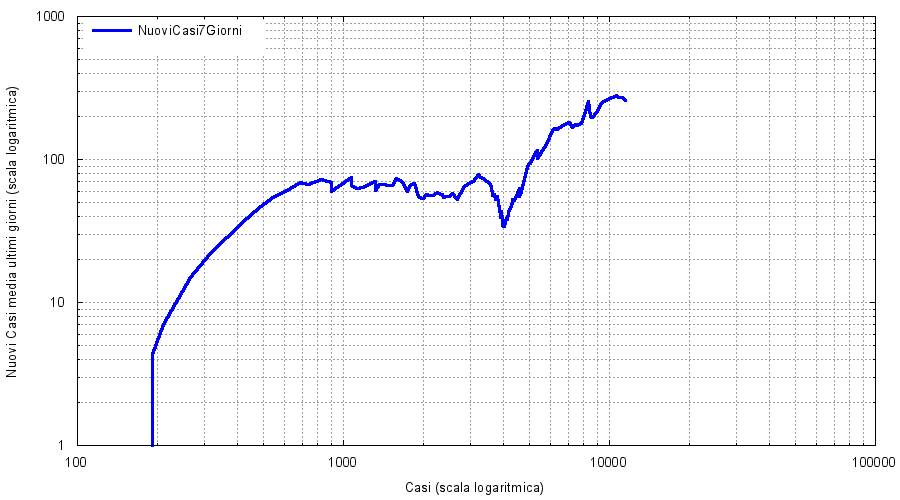 1000
NuoviCasi7Giorni
100
10
1
Nuovi Casi media ultimi giorni (scala logaritmica)
100
1000
10000
100000
Casi (scala logaritmica)